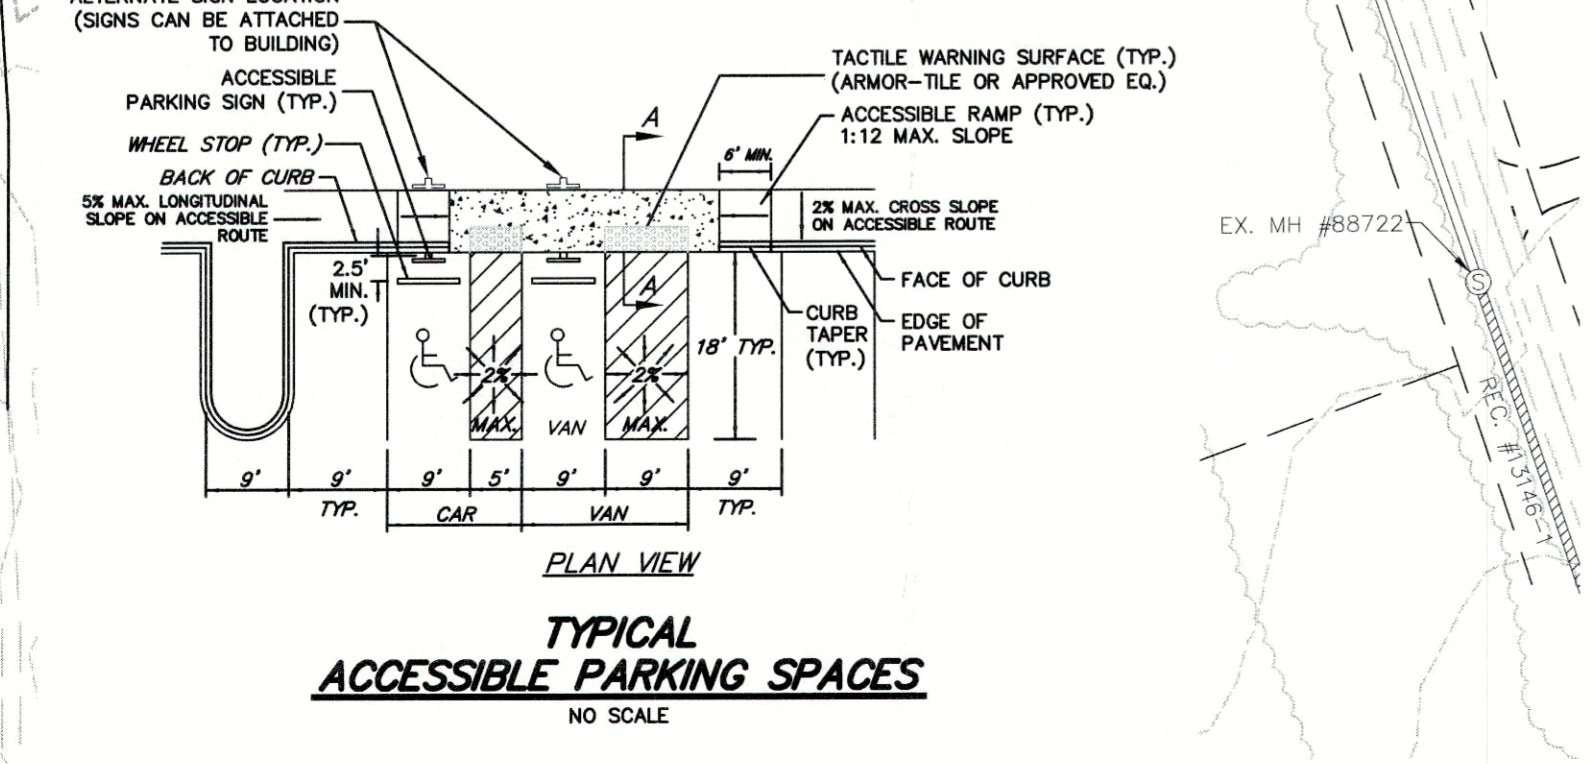 ALTERNATE SIGN LOCATION
(SIGNS CAN BE ATTACHED
TO BUILDING)
ACCESSIBLE
PARKING SIGN (TYP.)
WHEEL STOP (TYP.)
BACK OF CURB
5% MAX. LONGITUDINAL
SLOPE ON ACCESSIBLE
ROUTE
2.5'
MIN.
(TYP.)
A
A
TACTILE WARNING SURFACE (TYP.)
(ARMOR-TILE OR APPROVED EQ.)
ACCESSIBLE RAMP (TYP.)
1:12 MAX. SLOPE
6' MIN.
2% MAX. CROSS SLOPE
ON ACCESSIBLE ROUTE
FACE OF CURB
EDGE OF
PAVEMENT
CURB
TAPER
(TYP.)
18' TYP.
2%
MAX.
VAN
2%
MAX.
9'
9'
TYP.
9'
5'
9'
9'
9'
TYP.
CAR
VAN
PLAN VIEW
TYPICAL
ACCESSIBLE PARKING SPACES
NO SCALE
EX. MH #88722
S
REC. #13146-1